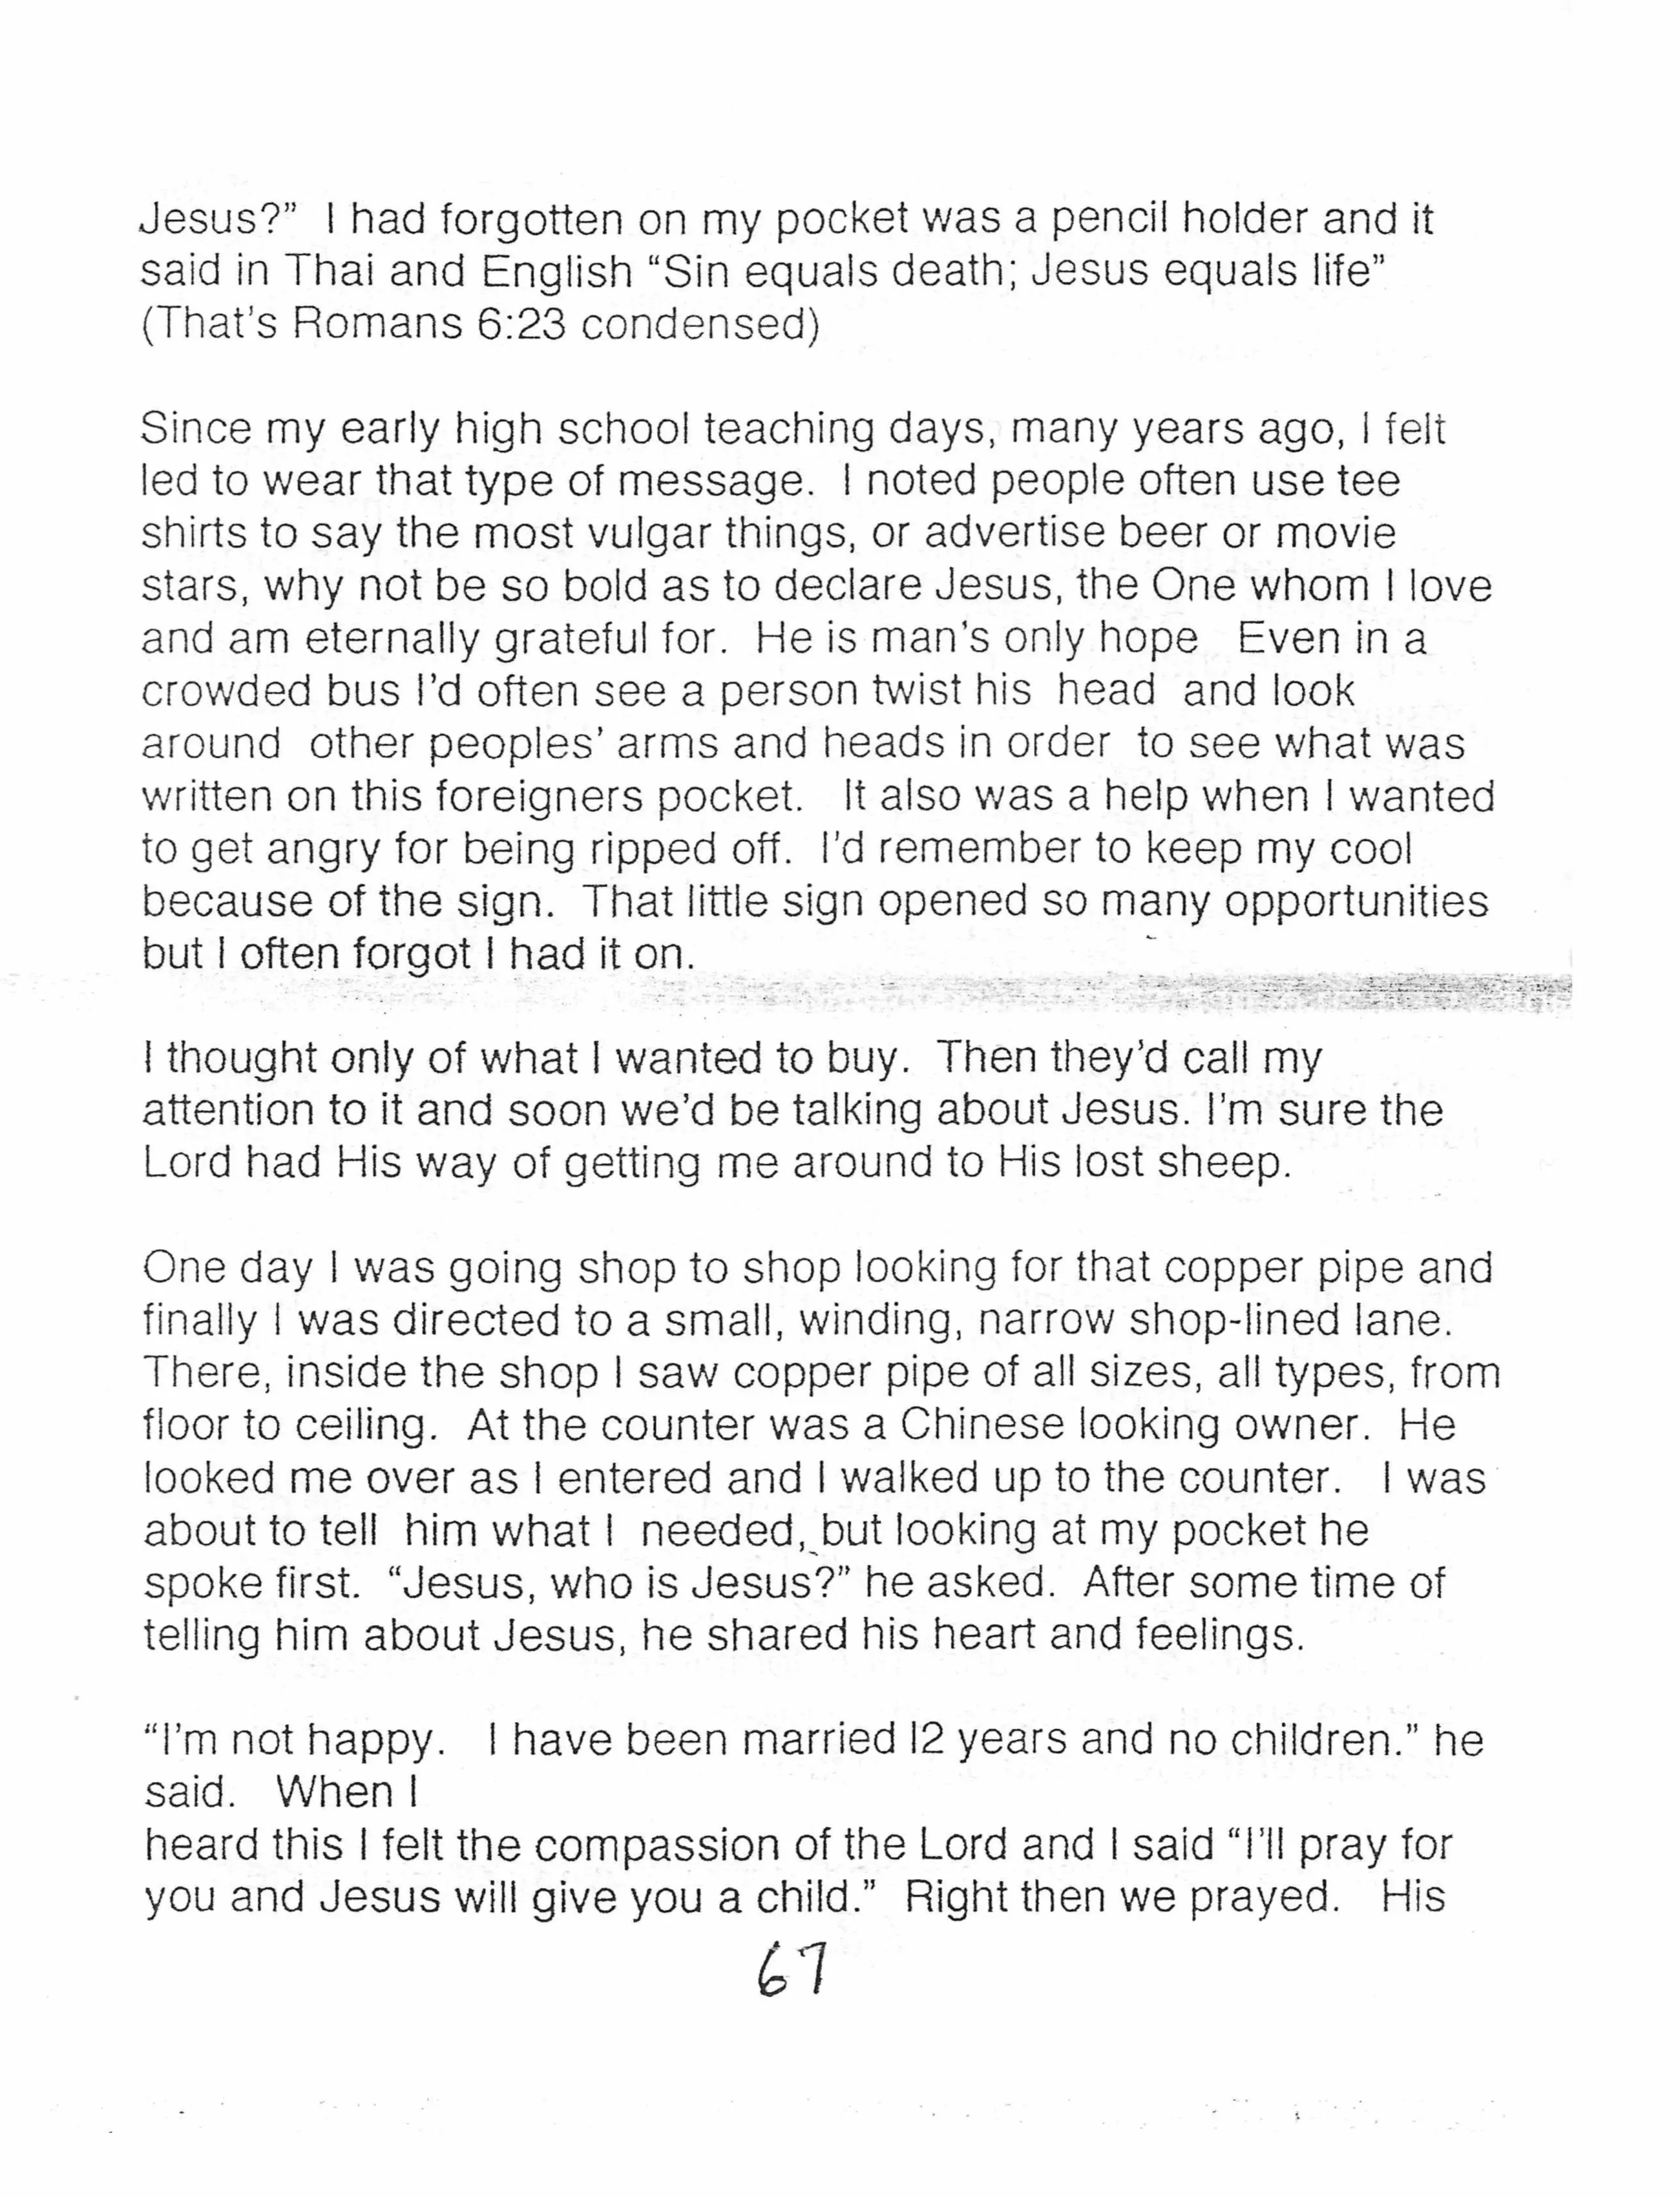 Jesus?”  I had forgotten on my pocket was a pencil holder and it
said in Thai and English “Sin equals death; Jesus equals life”
(That's Romans 6:23 condensed)

Since my early high school teaching days, many years ago, I felt
led to wear that type of message.  I noted people often use tee
shirts to say the most vulgar things, or advertise beer or movie
stars, why not be so bold as to declare Jesus, the One whom I love
and am eternally grateful for.  He is man's only hope   Even in a
crowded bus I'd often see a person twist his  head  and look
around  other peoples' arms and heads in order  to see what was
written on this foreigners pocket.   It also was a help when I wanted
to get angry for being ripped off.  I'd remember to keep my cool
because of the sign.  That little sign opened so many opportunities
but I often forgot I had it on.

I thought only of what I wanted to buy.  Then they'd call my
attention to it and soon we'd be talking about Jesus. I'm sure the
Lord had His way of getting me around to His lost sheep.

One day I was going shop to shop looking for that copper pipe and
finally I was directed to a small, winding, narrow shop-lined lane.
There, inside the shop I saw copper pipe of all sizes, all types, from
floor to ceiling.  At the counter was a Chinese looking owner.  He
looked me over as I entered and I walked up to the counter.   I was
about to tell  him what I  needed, but looking at my pocket he
spoke first.  “Jesus, who is Jesus?” he asked.  After some time of
telling him about Jesus, he shared his heart and feelings.

“I'm not happy.   I have been married 12 years and no children.” he
said.   When I
heard this I felt the compassion of the Lord and I said “I'll pray for
you and Jesus will give you a child.”  Right then we prayed.   His
67